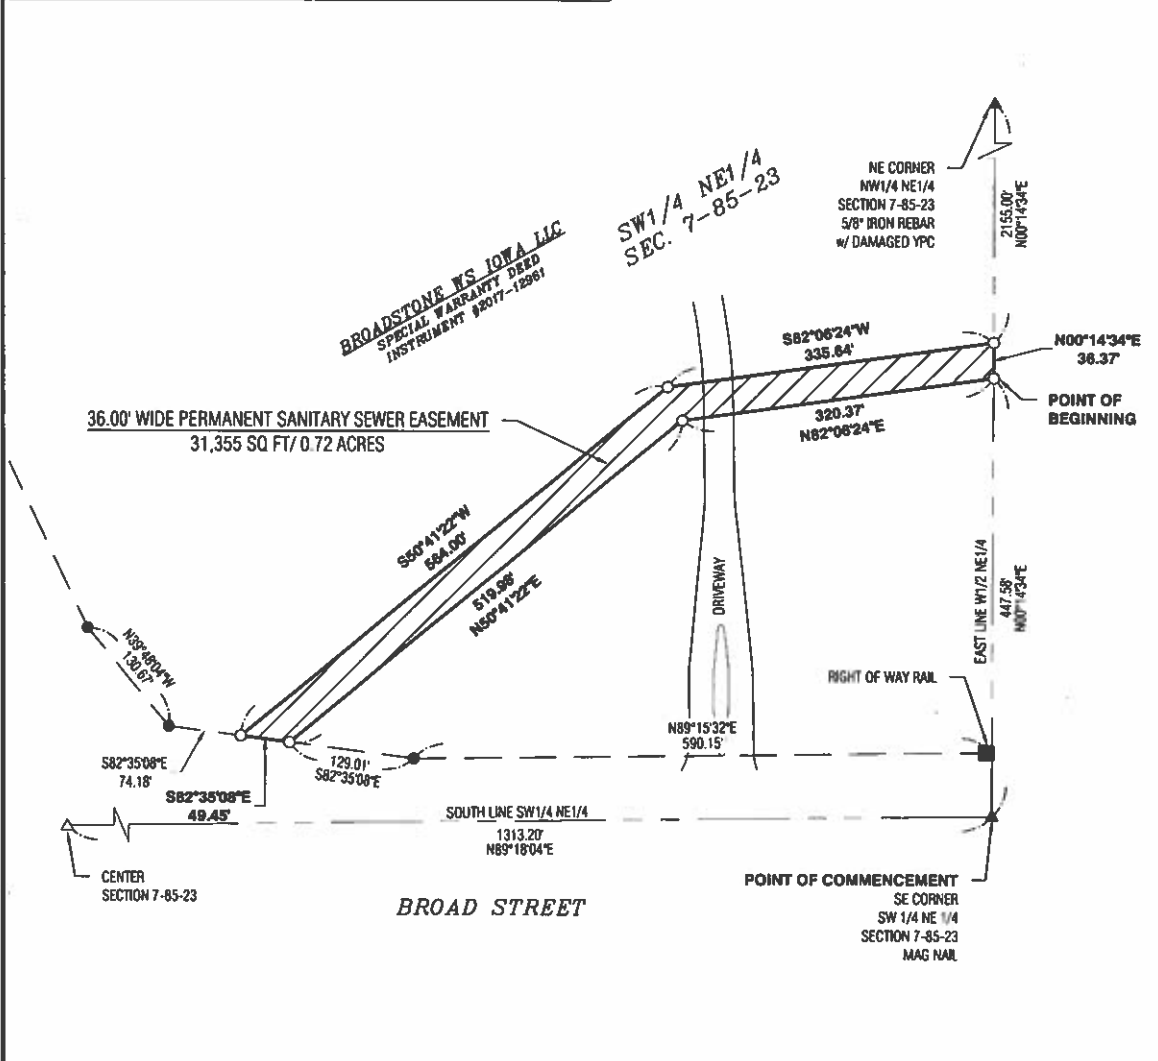 NE CORNER
NW1/4 NE1/4
SECTION 7-85-23
5/8" IRON REBAR
w/ DAMAGED YPC
2155.00'
N00°14'34"E
SW1/4 NE1/4
SEC. 7-85-23
BROADSTONE WS IOWA LLC
SPECIAL WARRANTY DEED
INSTRUMENT #2017-12961
S82°06'24"W
335.64'
N00°14'34"E
36.37'
POINT OF
BEGINNING
320.37'
N82°06'24"E
36.00' WIDE PERMANENT SANITARY SEWER EASEMENT
31,355 SQ FT/ 0.72 ACRES
S50°41'22"W
564.00'
519.98'
N50°41'22"E
DRIVEWAY
EAST LINE W1/2 NE1/4
447.58'
N00°14'34"E
N39°48'04"W
130.67'
RIGHT OF WAY RAIL
N89°15'32"E
590.15'
S82°35'08"E
74.18'
129.01'
S82°35'08"E
S82°35'08"E
49.45'
SOUTH LINE SW1/4 NE1/4
1313.20'
N89°18'04"E
CENTER
SECTION 7-85-23
POINT OF COMMENCEMENT
SE CORNER
SW 1/4 NE 1/4
SECTION 7-85-23
MAG NAIL
BROAD STREET